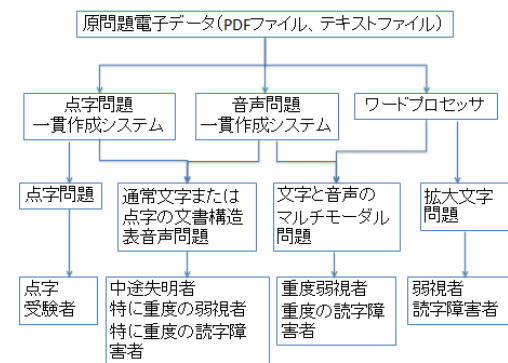 原問題電子データ(PDFファイル、テキストファイル)
点字問題
一貫作成システム
音声問題
一貫作成システム
ワードプロセッサ
点字問題
通常文字または
点字の文書構造
表音声問題
文字と音声の
マルチモーダル
問題
拡大文字
問題
点字
受験者
中途失明者
特に重度の弱視者
特に重度の読字障
害者
重度弱視者
重度の読字障
害者
弱視者
読字障害者